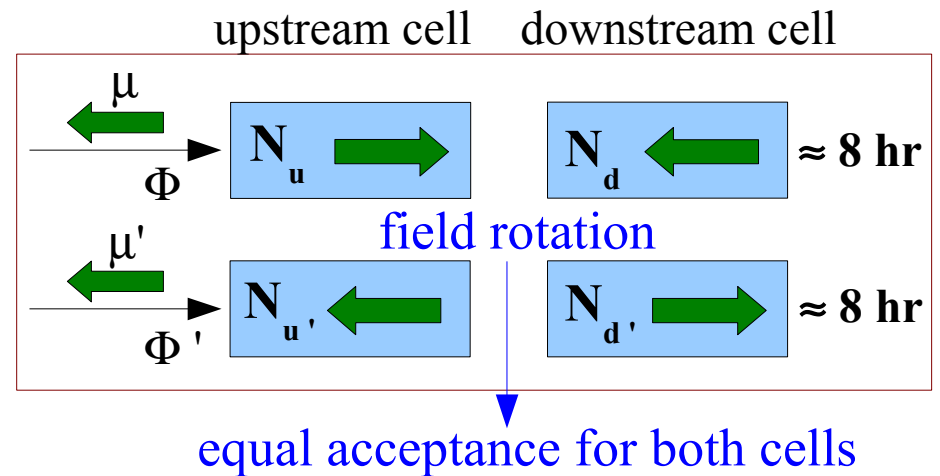 upstream cell downstream cell
μ
Φ
N u
N d
≈ 8 hr
field rotation
μ'
Φ'
N u'
N d'
≈ 8 hr
equal acceptance for both cells